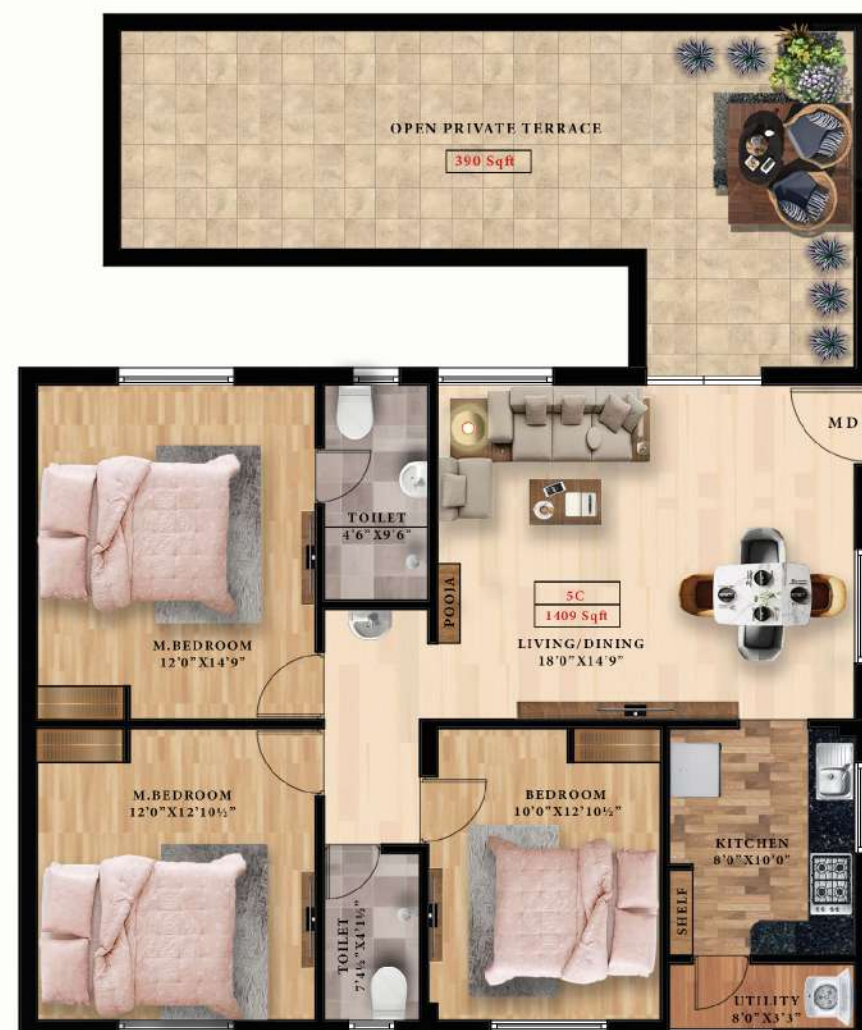 OPEN PRIVATE TERRACE
390 Sqft
MD
TOILET
4'6"X9'6"
POOJA
5C
1409 Sqft
LIVING/DINING
18'0"X14'9"
M.BEDROOM
12'0"X14'9"
M.BEDROOM
12'0"X12'10½"
BEDROOM
10'0"X12'10½"
KITCHEN
8'0"X10'0"
SHELF
TOILET
7'4½"X4'1½"
UTILITY
8'0"X3'3"